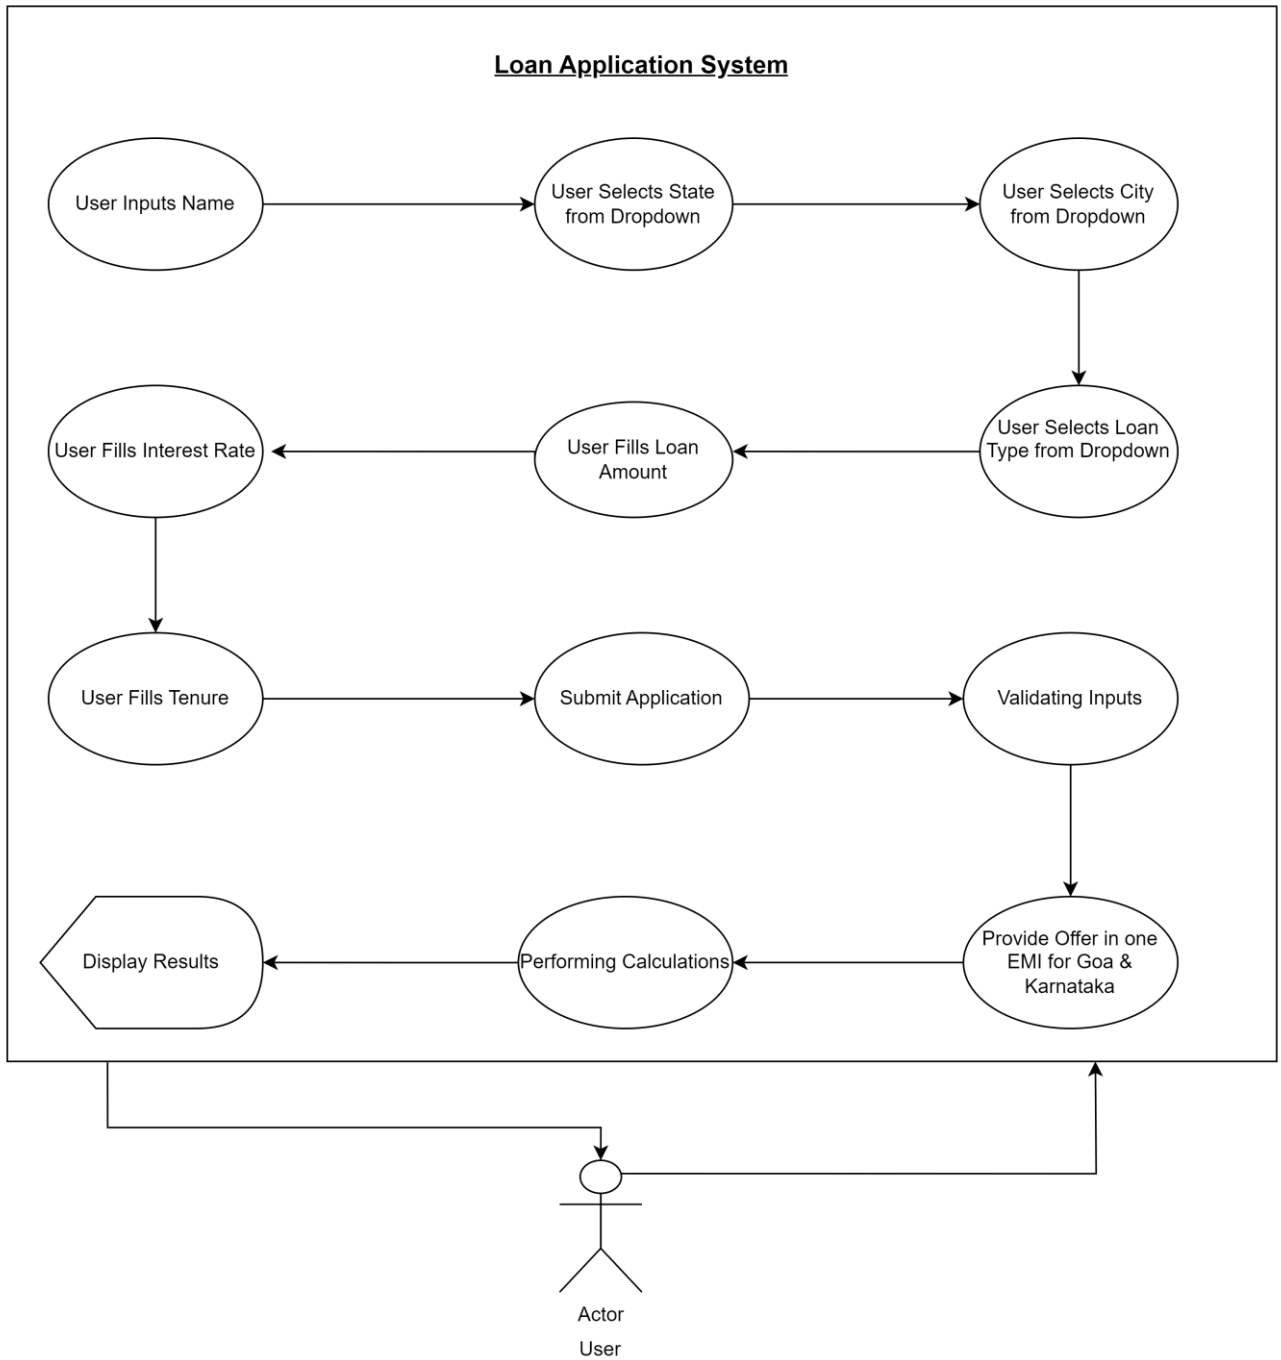 Loan Application System
User Inputs Name
User Selects State
from Dropdown
User Selects City
from Dropdown
User Selects Loan
Type from Dropdown
User Fills Loan
Amount
User Fills Interest Rate
User Fills Tenure
Submit Application
Validating Inputs
Provide Offer in one
EMI for Goa &
Karnataka
Performing Calculations
Display Results
Actor
User